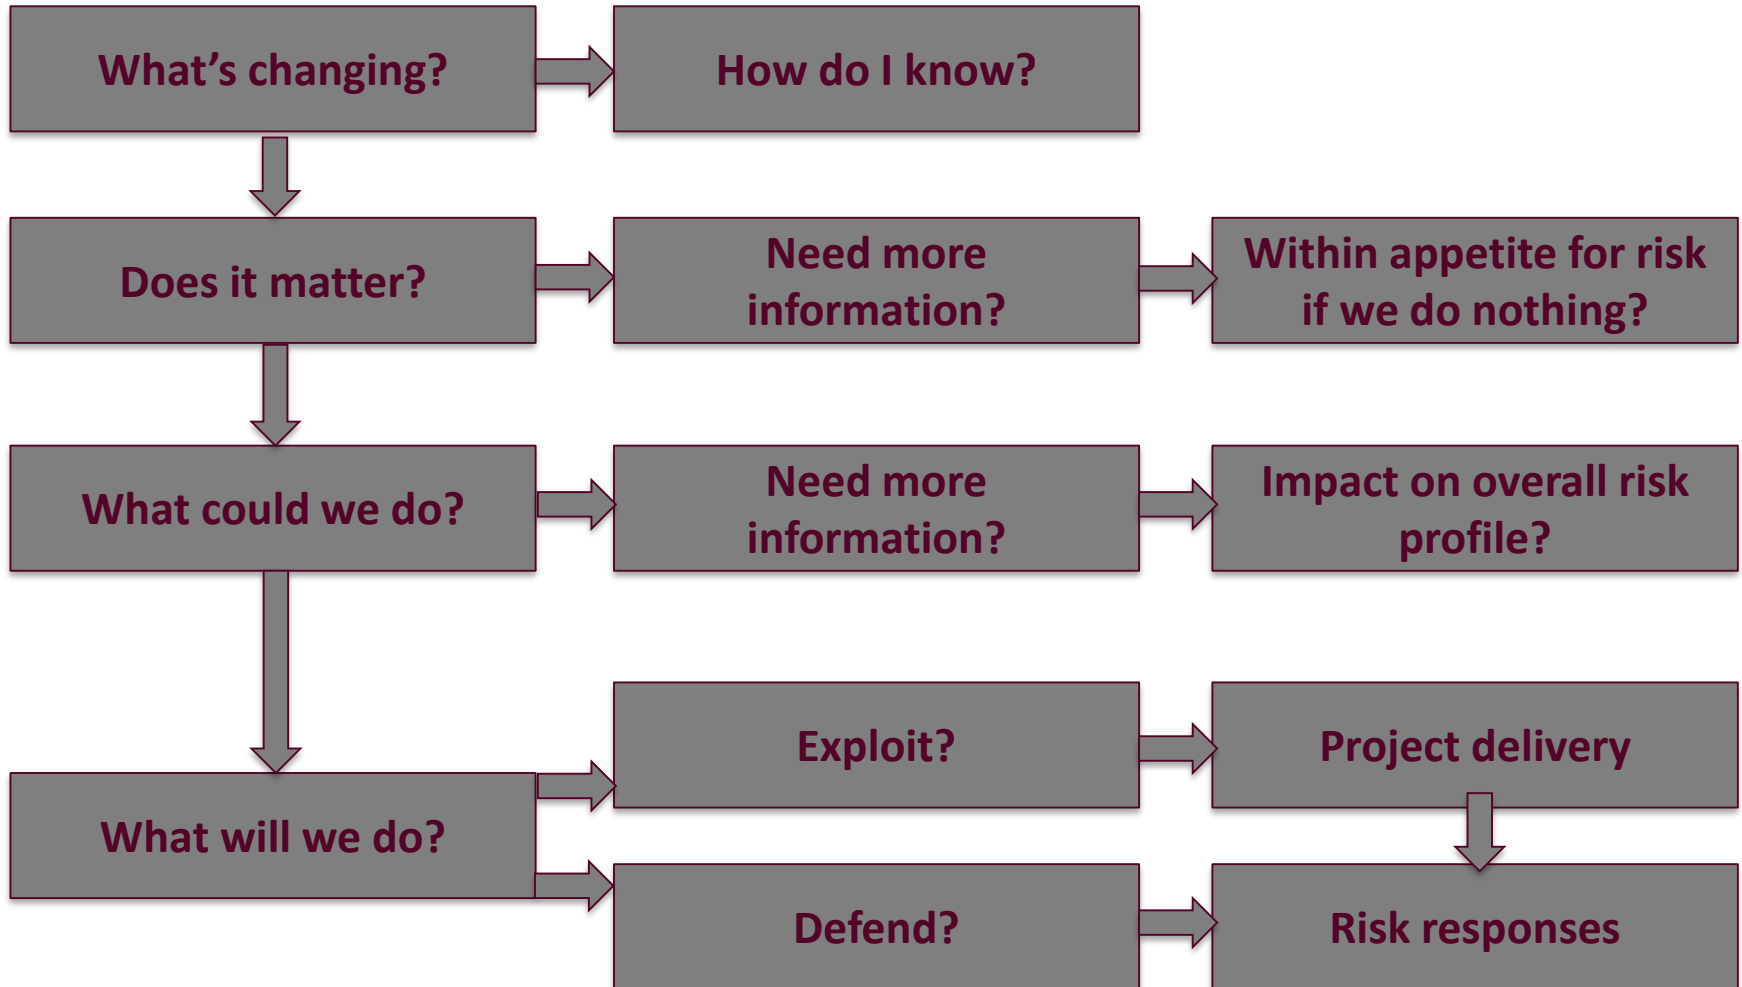 What’s changing?
How do I know?
Does it matter?
Need more
information?
Within appetite for risk
if we do nothing?
What could we do?
Need more
information?
Impact on overall risk
profile?
Exploit?
Project delivery
What will we do?
Defend?
Risk responses